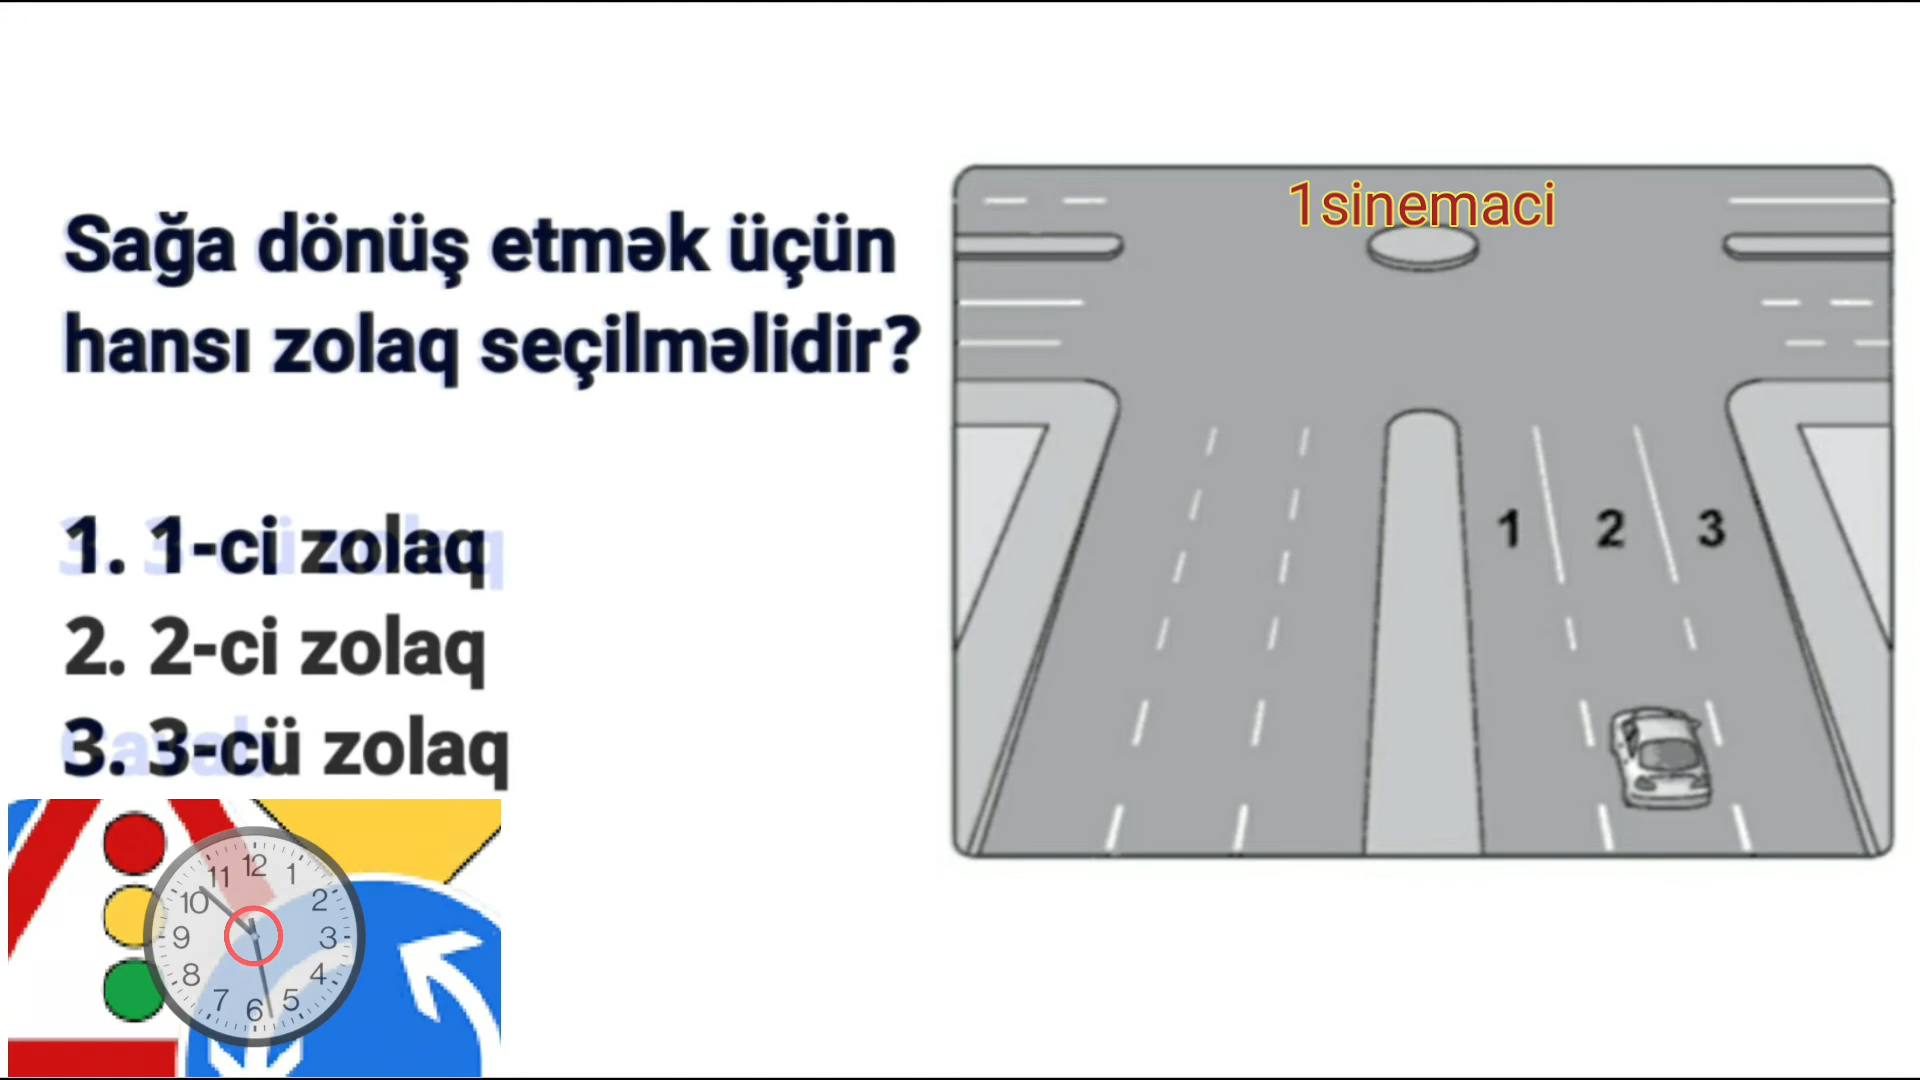 Sağa dönüş etmək üçün
hansı zolaq seçilməlidir?
1. 1-ci zolaq
2. 2-ci zolaq
3. 3-cü zolaq
1sinemaci
1 2 3
12
11 1
10 2
9 3
8 4
7 6 5